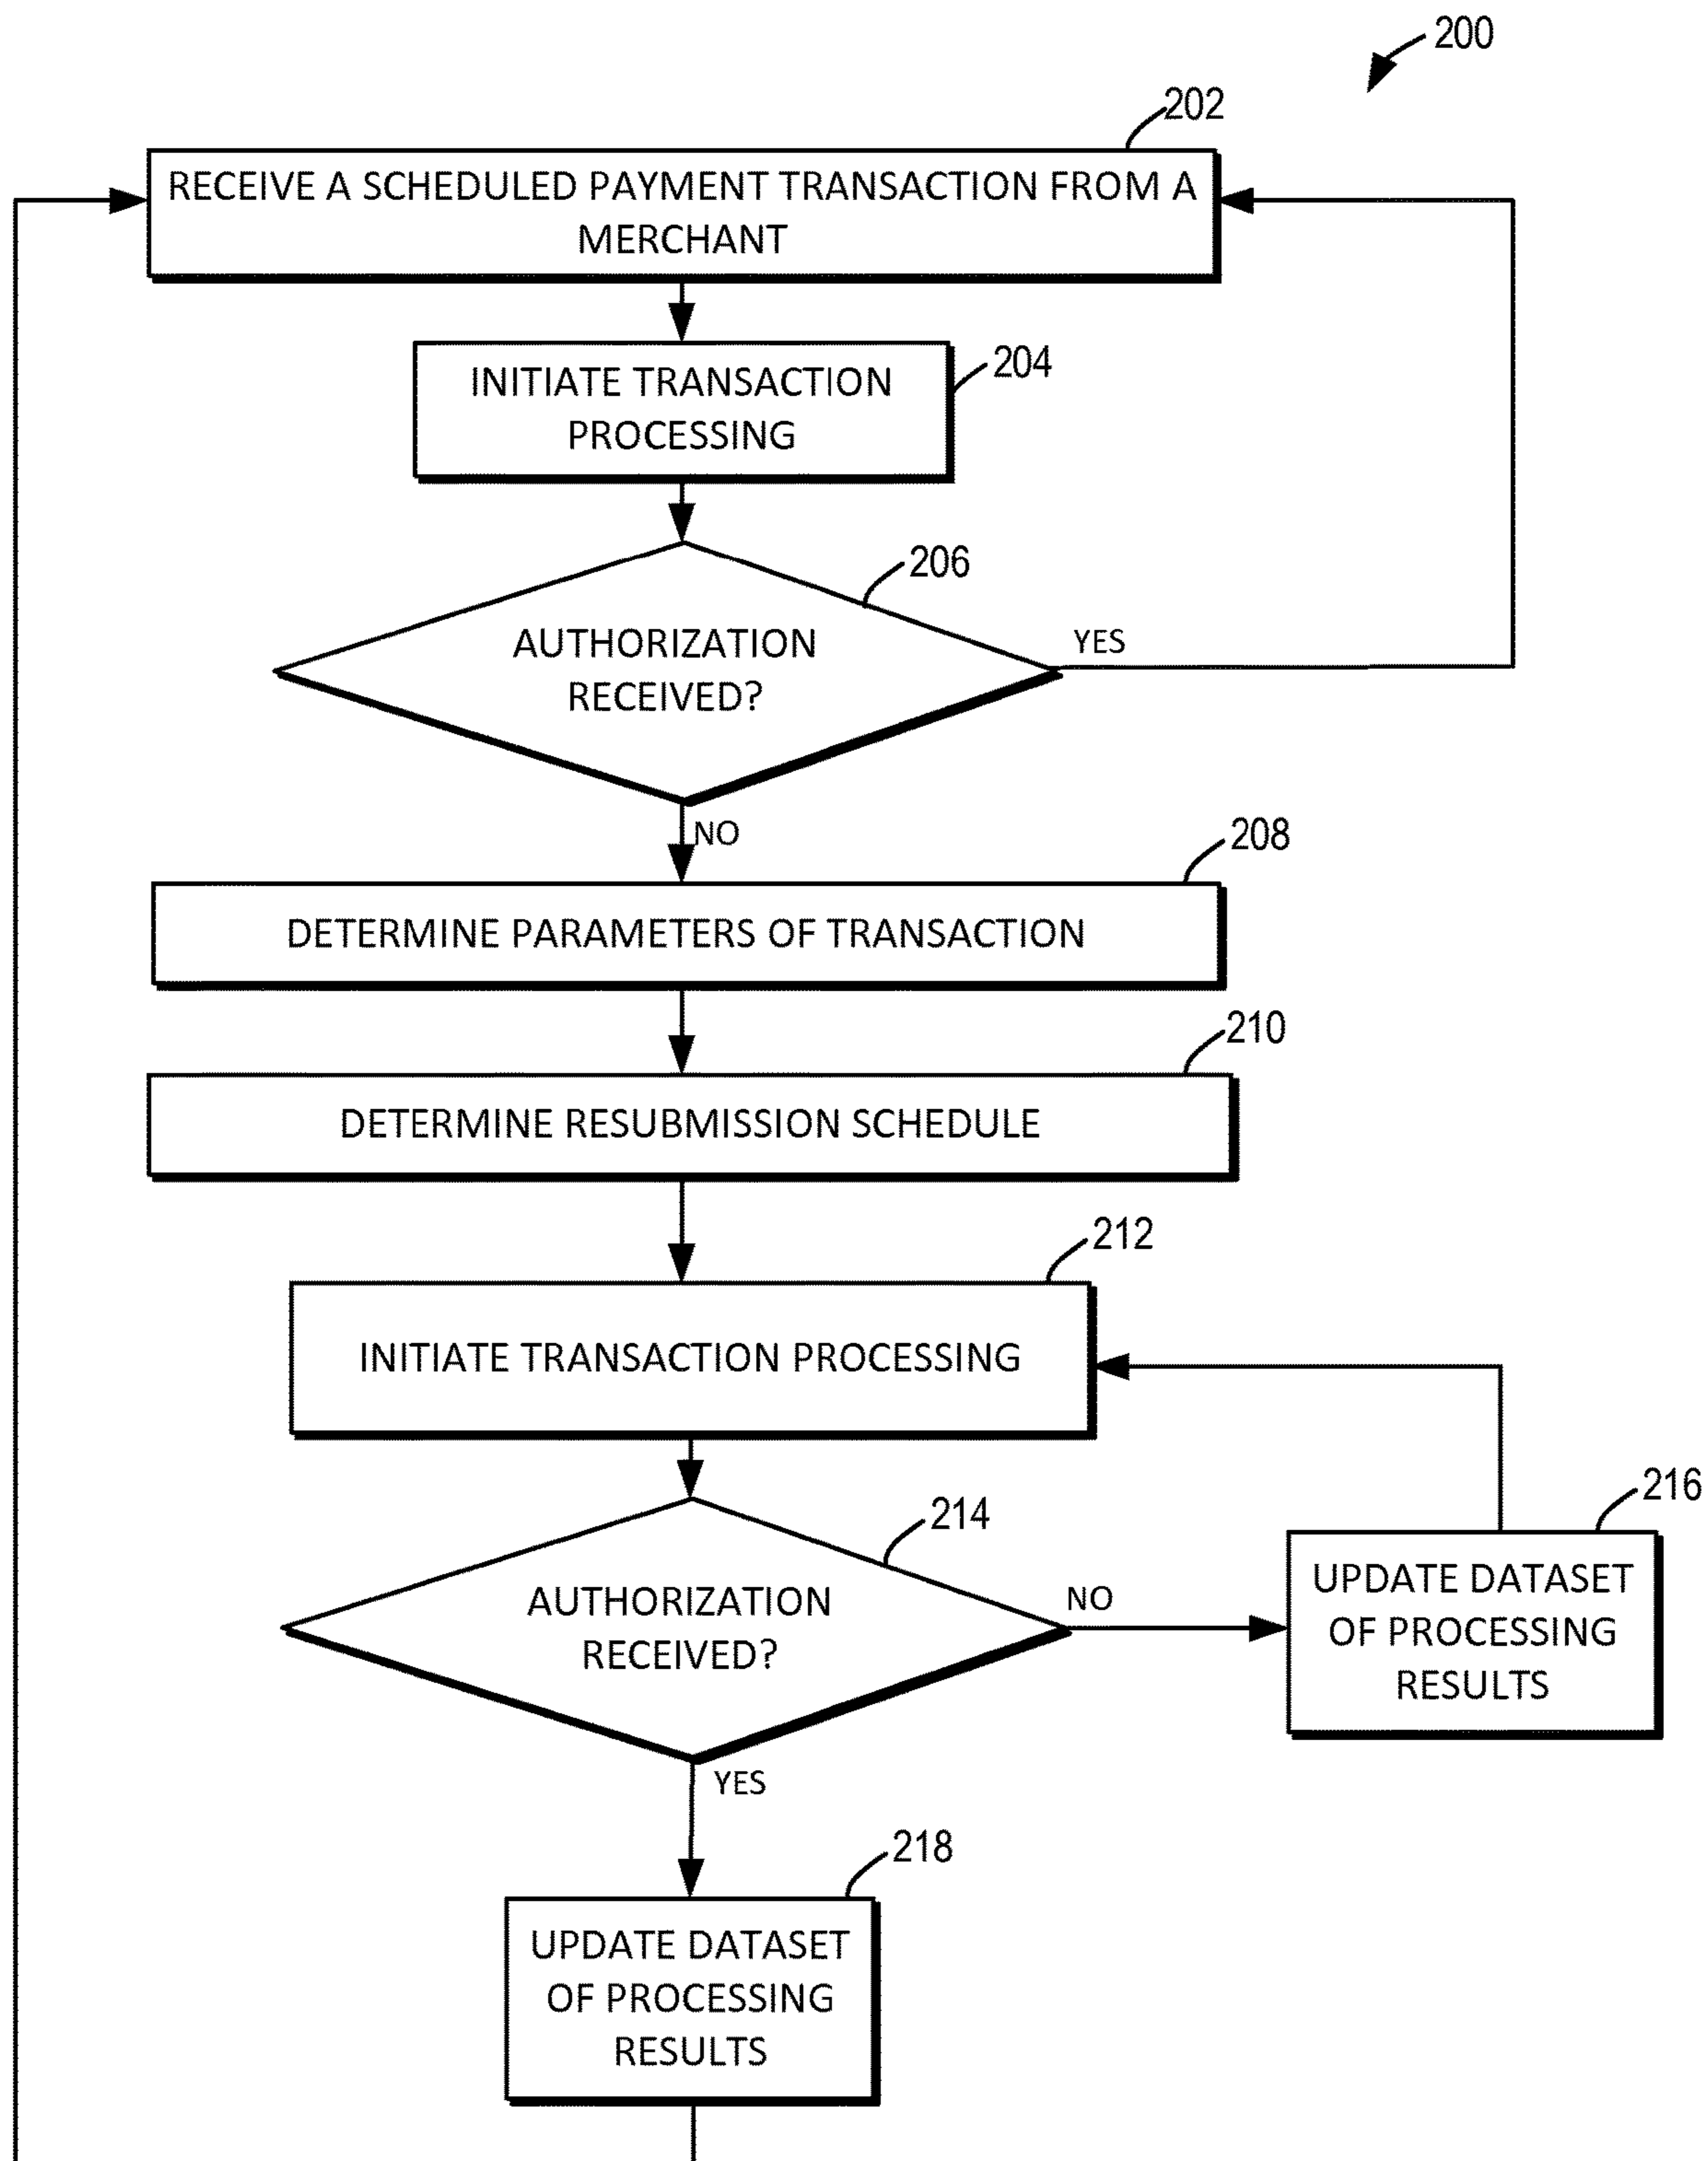 200
202
RECEIVE A SCHEDULED PAYMENT TRANSACTION FROM A
MERCHANT
204
INITIATE TRANSACTION
PROCESSING
206
AUTHORIZATION
RECEIVED?
YES
NO
208
DETERMINE PARAMETERS OF TRANSACTION
210
DETERMINE RESUBMISSION SCHEDULE
212
INITIATE TRANSACTION PROCESSING
214
AUTHORIZATION
RECEIVED?
NO
216
UPDATE DATASET
OF PROCESSING
RESULTS
YES
218
UPDATE DATASET
OF PROCESSING
RESULTS